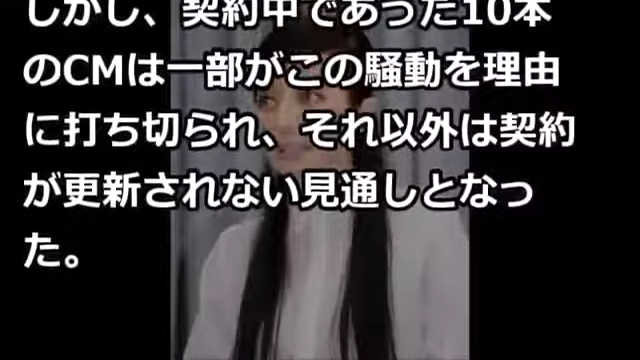 しかし、契約中であった10本
のCMは一部がこの騒動を理由
に打ち切られ、それ以外は契約
が更新されない見通しとなっ
た。